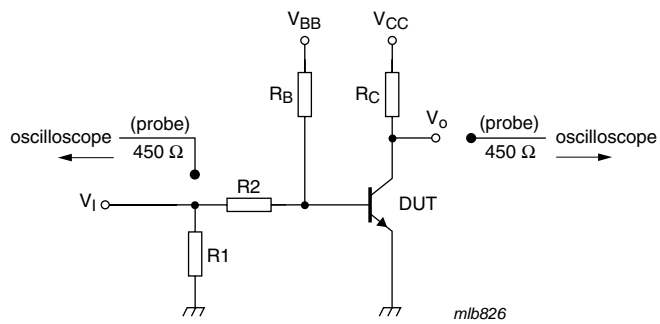 VBB
VCC
RB
RC
Vo
oscilloscope
(probe)
450 Ω
(probe)
450 Ω
oscilloscope
R2
DUT
VI
R1
mlb826